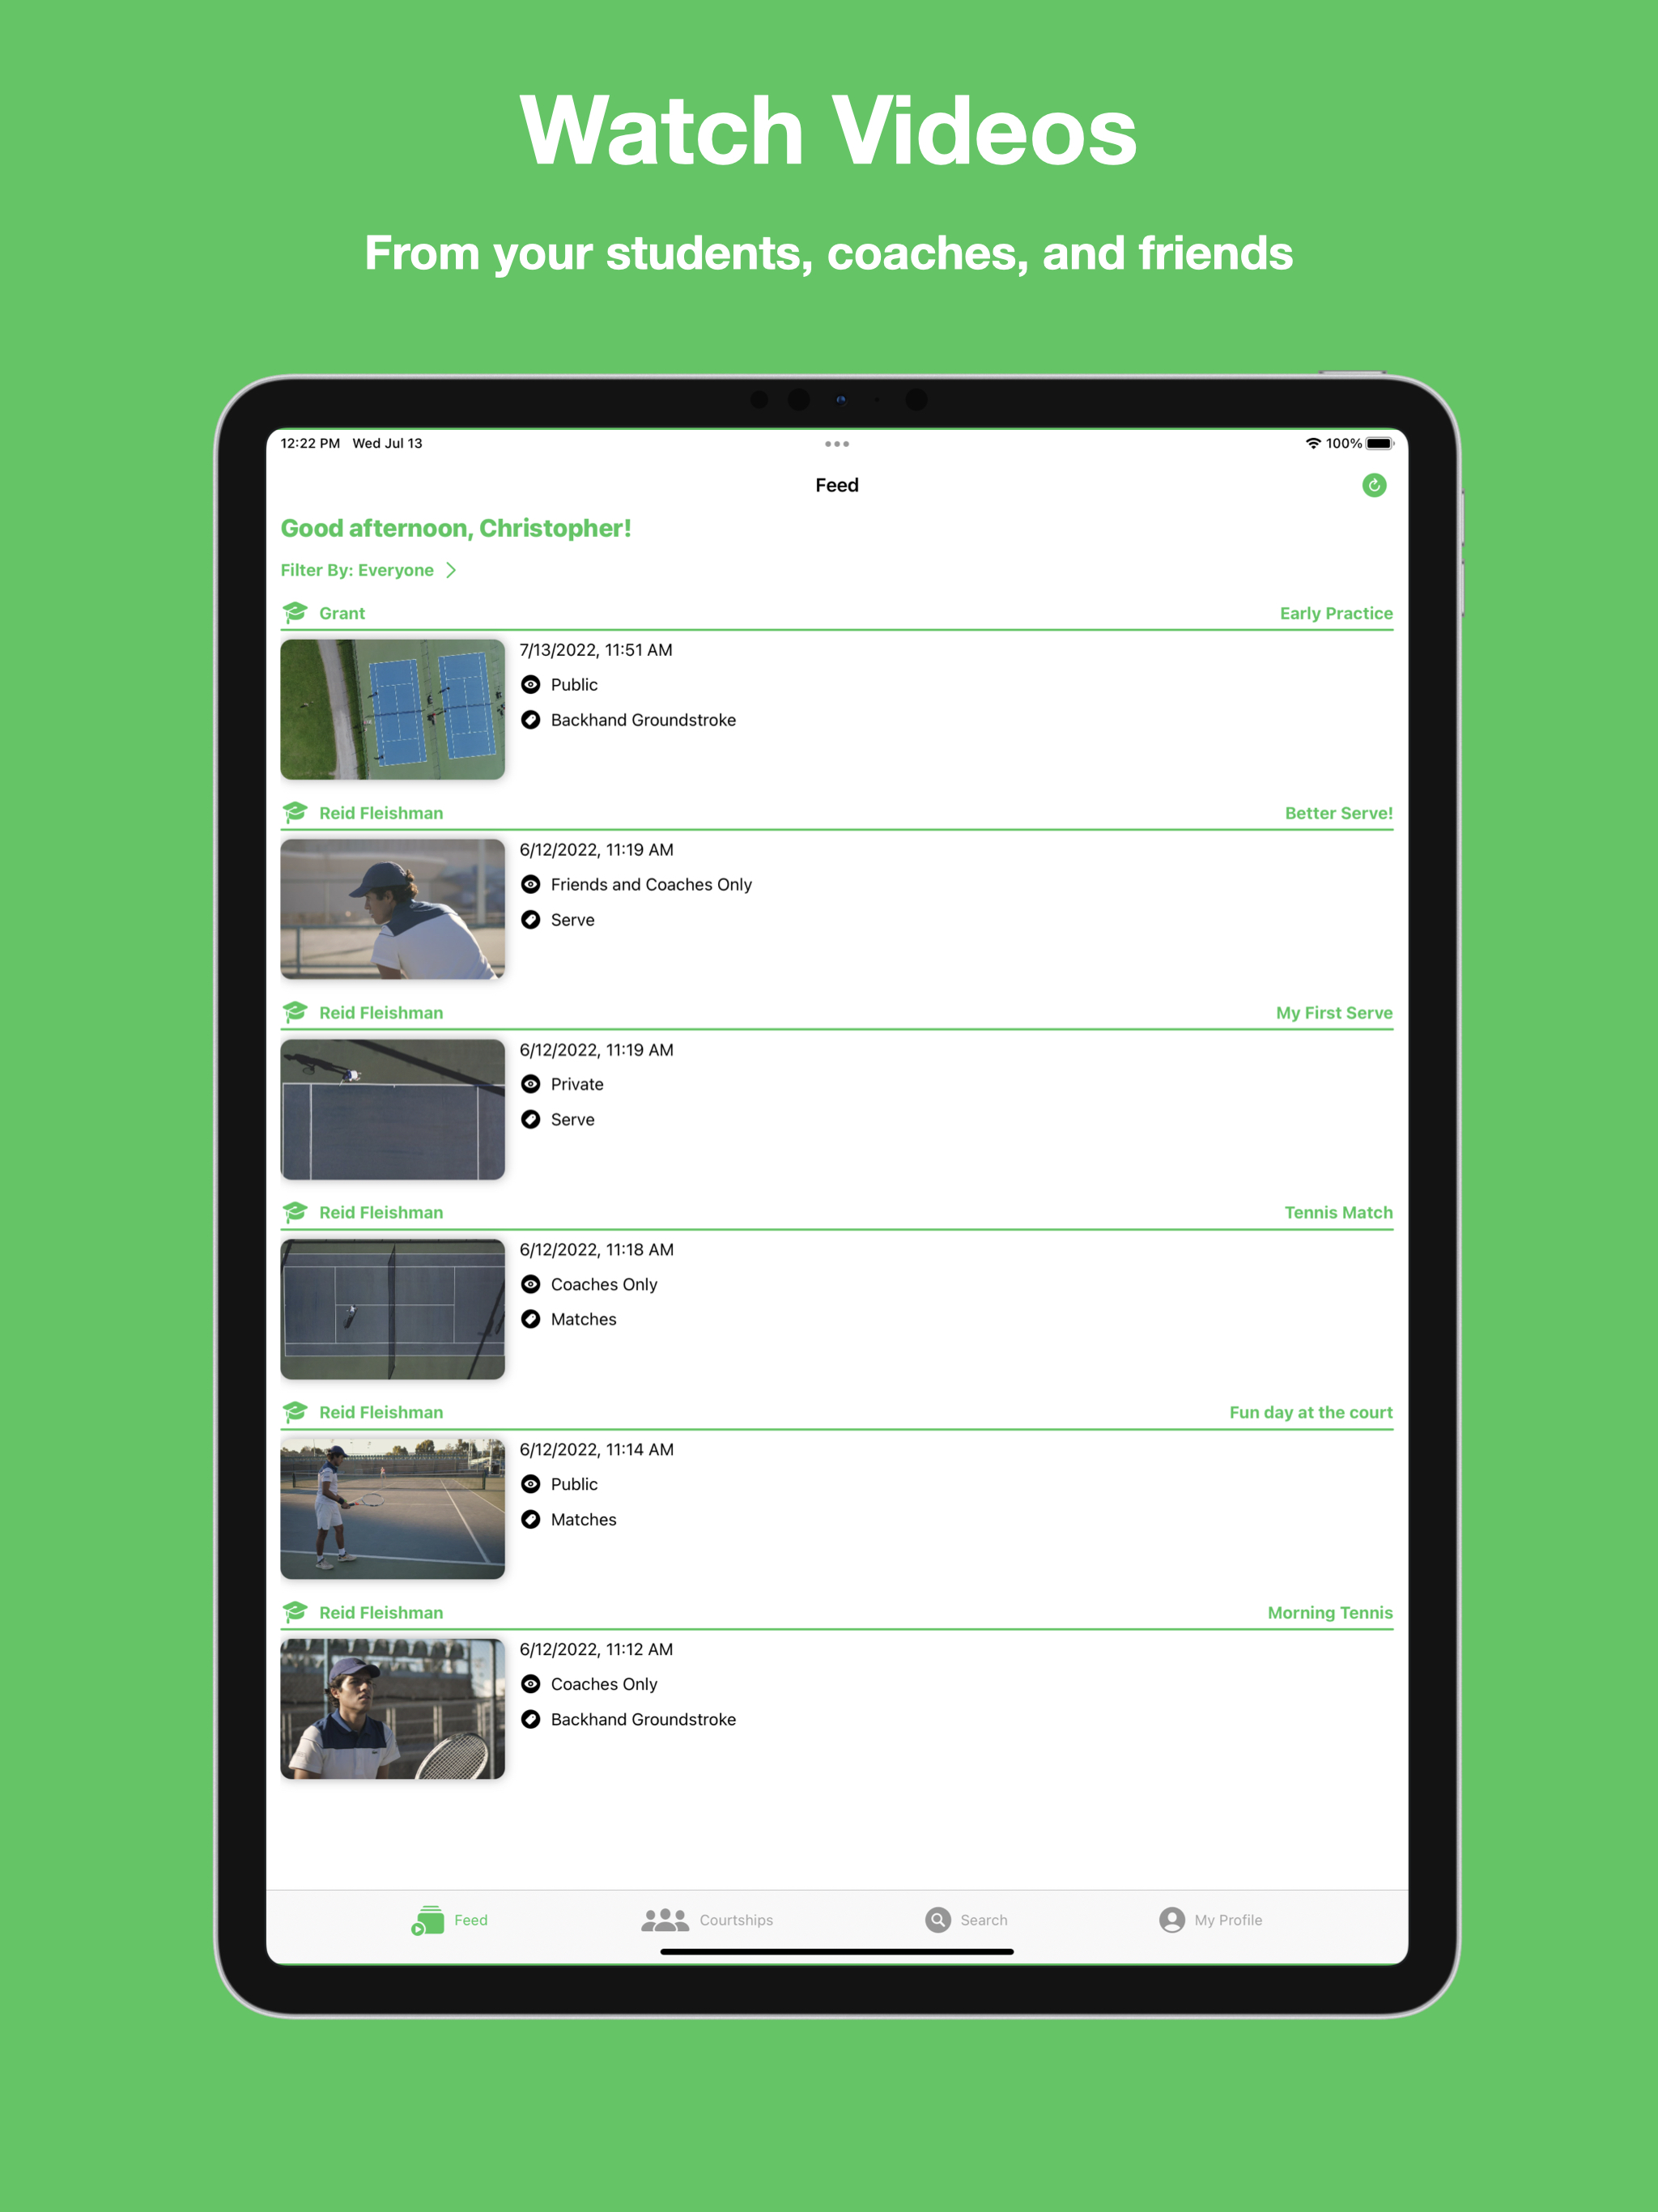 Watch Videos
From your students, coaches, and friends
12:22 PM Wed Jul 13
100%
Feed
Good afternoon, Christopher!
Filter By: Everyone
Grant Early Practice
7/13/2022, 11:51 AM
Public
Backhand Groundstroke
Reid Fleishman Better Serve!
6/12/2022, 11:19 AM
Friends and Coaches Only
Serve
Reid Fleishman My First Serve
6/12/2022, 11:19 AM
Private
Serve
Reid Fleishman Tennis Match
6/12/2022, 11:18 AM
Coaches Only
Matches
Reid Fleishman Fun day at the court
6/12/2022, 11:14 AM
Public
Matches
Reid Fleishman Morning Tennis
6/12/2022, 11:12 AM
Coaches Only
Backhand Groundstroke
Feed Courtships Search My Profile